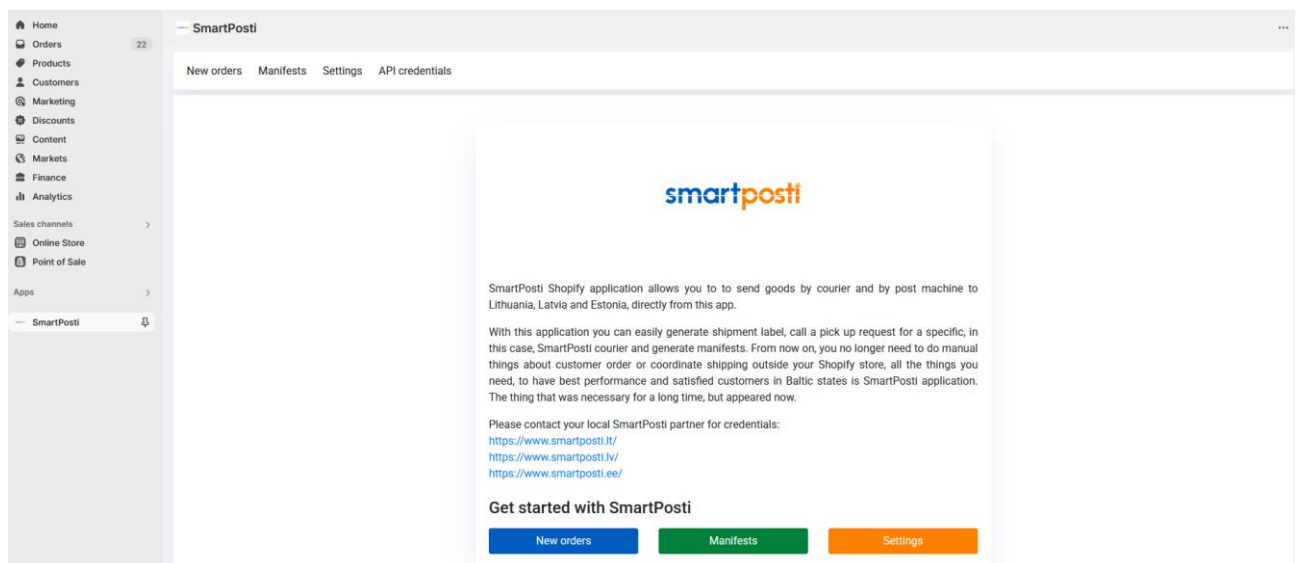 Home
Orders 22
Products
Customers
Marketing
Discounts
Content
Markets
Finance
Analytics
Sales channels
Online Store
Point of Sale
Apps
SmartPosti
SmartPosti
New orders Manifests Settings API credentials
smartposti
SmartPosti Shopify application allows you to to send goods by courier and by post machine to
Lithuania, Latvia and Estonia, directly from this app.
With this application you can easily generate shipment label, call a pick up request for a specific, in
this case, SmartPosti courier and generate manifests. From now on, you no longer need to do manual
things about customer order or coordinate shipping outside your Shopify store, all the things you
need, to have best performance and satisfied customers in Baltic states is SmartPosti application.
The thing that was necessary for a long time, but appeared now.
Please contact your local SmartPosti partner for credentials:
https://www.smartposti.lt/
https://www.smartposti.lv/
https://www.smartposti.ee/
Get started with SmartPosti
New orders Manifests Settings